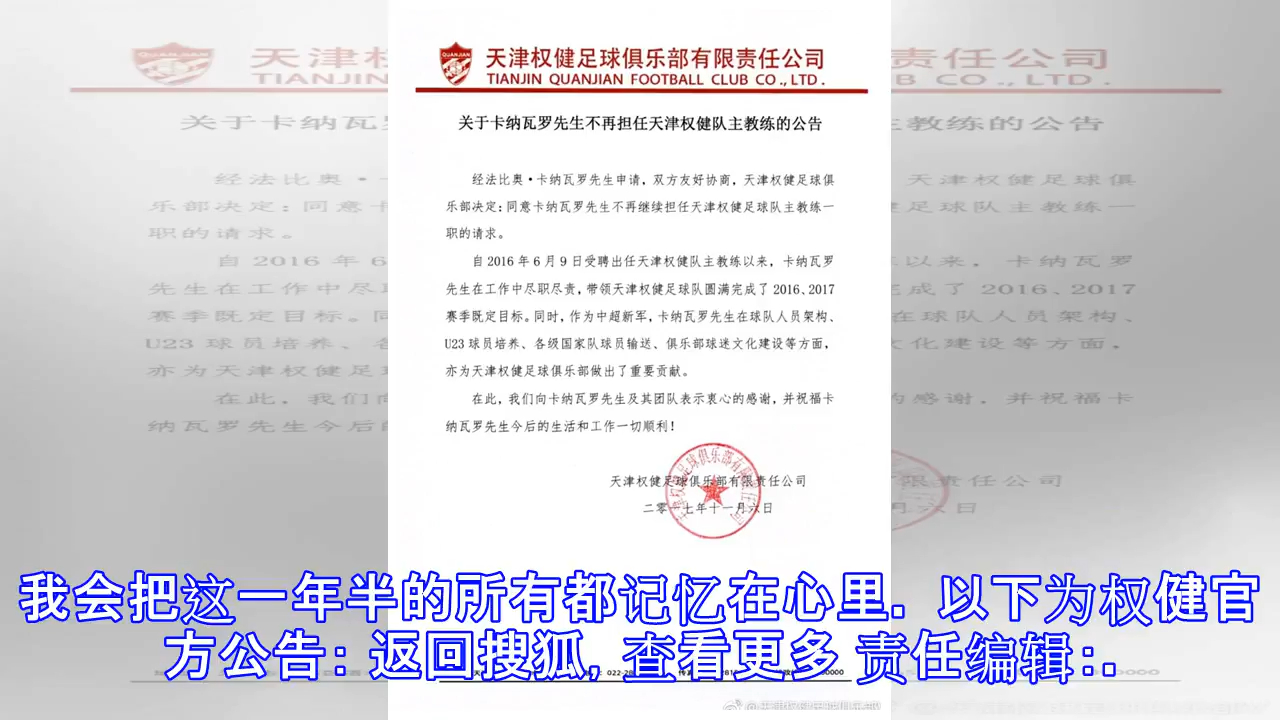 天津权健足球俱乐部有限责任公司
TIANJIN QUANJIAN FOOTBALL CLUB CO.,LTD.
关于卡纳瓦罗先生不再担任天津权健队主教练的公告
经法比奥·卡纳瓦罗先生申请，双方友好协商，天津权健足球俱
乐部决定：同意卡纳瓦罗先生不再继续担任天津权健足球队主教练一
职的请求。
自2016年6月9日受聘出任天津权健队主教练以来，卡纳瓦罗
先生在工作中尽职尽责，带领天津权健足球队圆满完成了2016、2017
赛季既定目标。同时，作为中超新军，卡纳瓦罗先生在球队人员架构、
U23球员培养、各级国家队球员输送、俱乐部球迷文化建设等方面，
亦为天津权健足球俱乐部做出了重要贡献。
在此，我们向卡纳瓦罗先生及其团队表示衷心的感谢，并祝福卡
纳瓦罗先生今后的生活和工作一切顺利！
天津权健足球俱乐部有限责任公司
二零一七年十一月六日
我会把这一年半的所有都记忆在心里. 以下为权健官
方公告: 返回搜狐, 查看更多 责任编辑:.